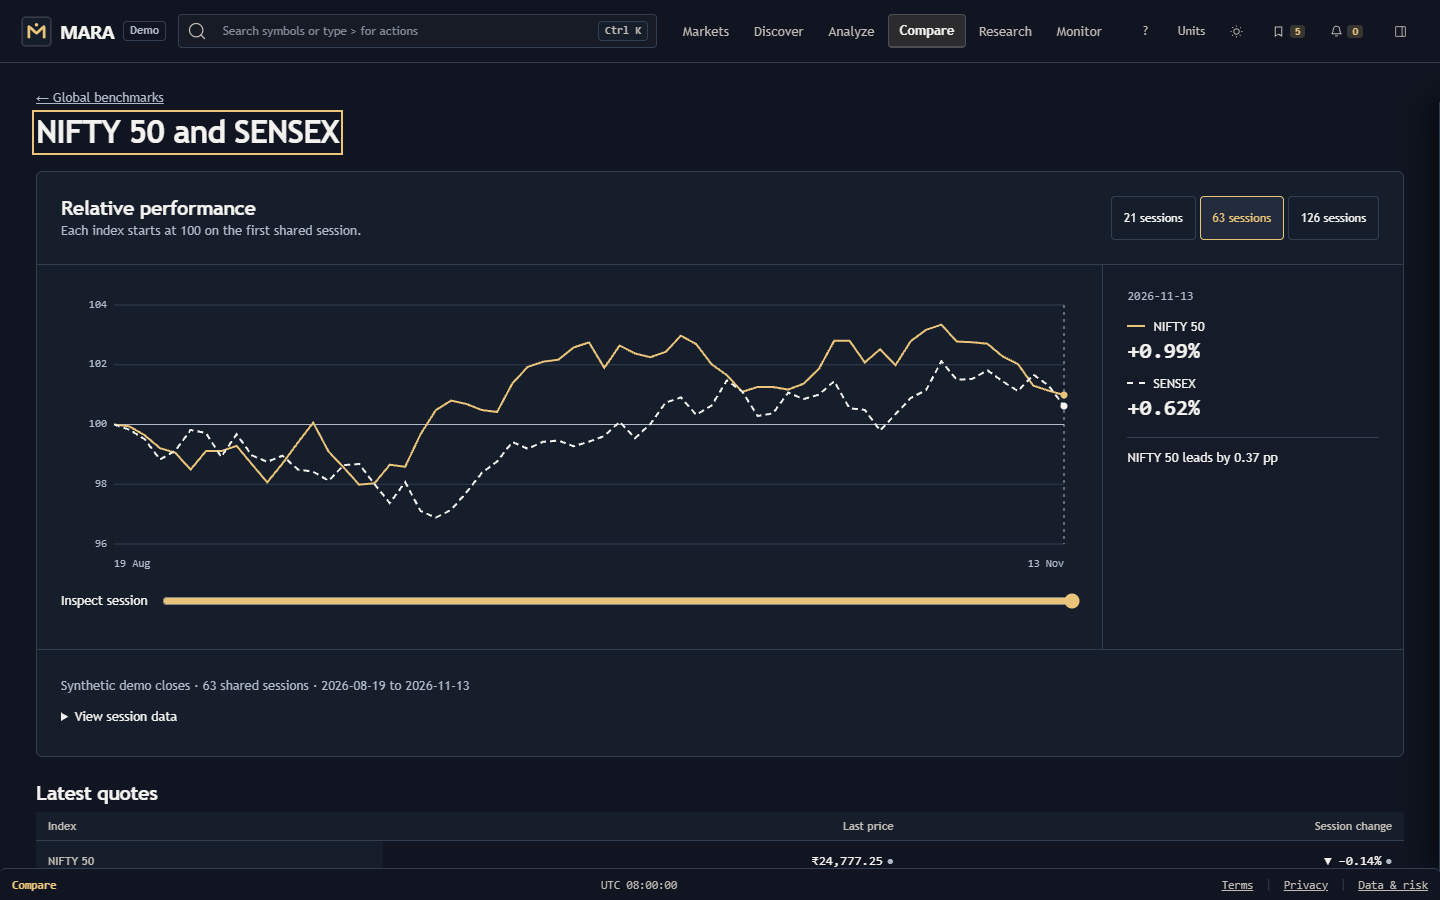 MARA Demo Search symbols or type > for actions Ctrl K Markets Discover Analyze Compare Research Monitor ? Units 5 0
← Global benchmarks
NIFTY 50 and SENSEX
Relative performance
Each index starts at 100 on the first shared session.
21 sessions 63 sessions 126 sessions
104
102
100
98
96
19 Aug 13 Nov
Inspect session
2026-11-13
NIFTY 50
+0.99%
SENSEX
+0.62%
NIFTY 50 leads by 0.37 pp
Synthetic demo closes · 63 shared sessions · 2026-08-19 to 2026-11-13
▶ View session data
Latest quotes
Index Last price Session change
NIFTY 50 ₹24,777.25 ● ▼ −0.14% ●
Compare UTC 08:00:00 Terms Privacy Data & risk